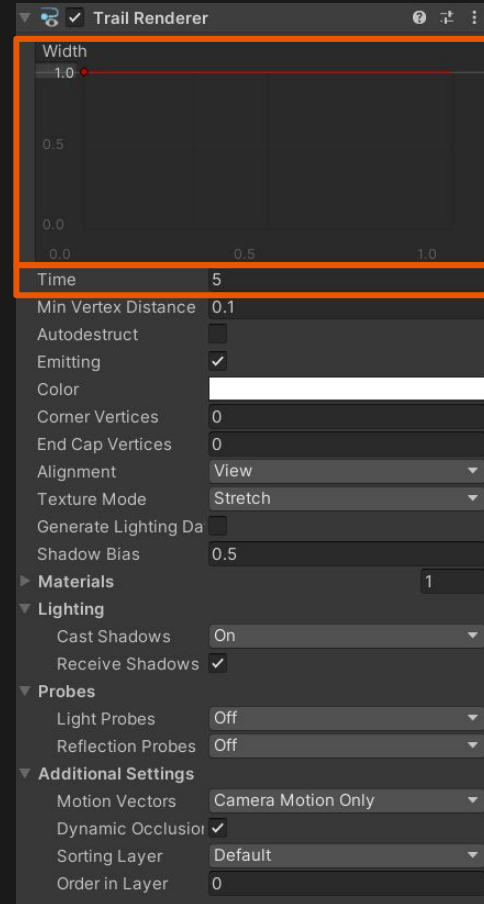 Trail Renderer
Width
1.0
0.5
0.0
0.0 0.5 1.0
Time 5
Min Vertex Distance 0.1
Autodestruct
Emitting
Color
Corner Vertices 0
End Cap Vertices 0
Alignment View
Texture Mode Stretch
Generate Lighting Da
Shadow Bias 0.5
Materials 1
Lighting
Cast Shadows On
Receive Shadows
Probes
Light Probes Off
Reflection Probes Off
Additional Settings
Motion Vectors Camera Motion Only
Dynamic Occlusion
Sorting Layer Default
Order in Layer 0